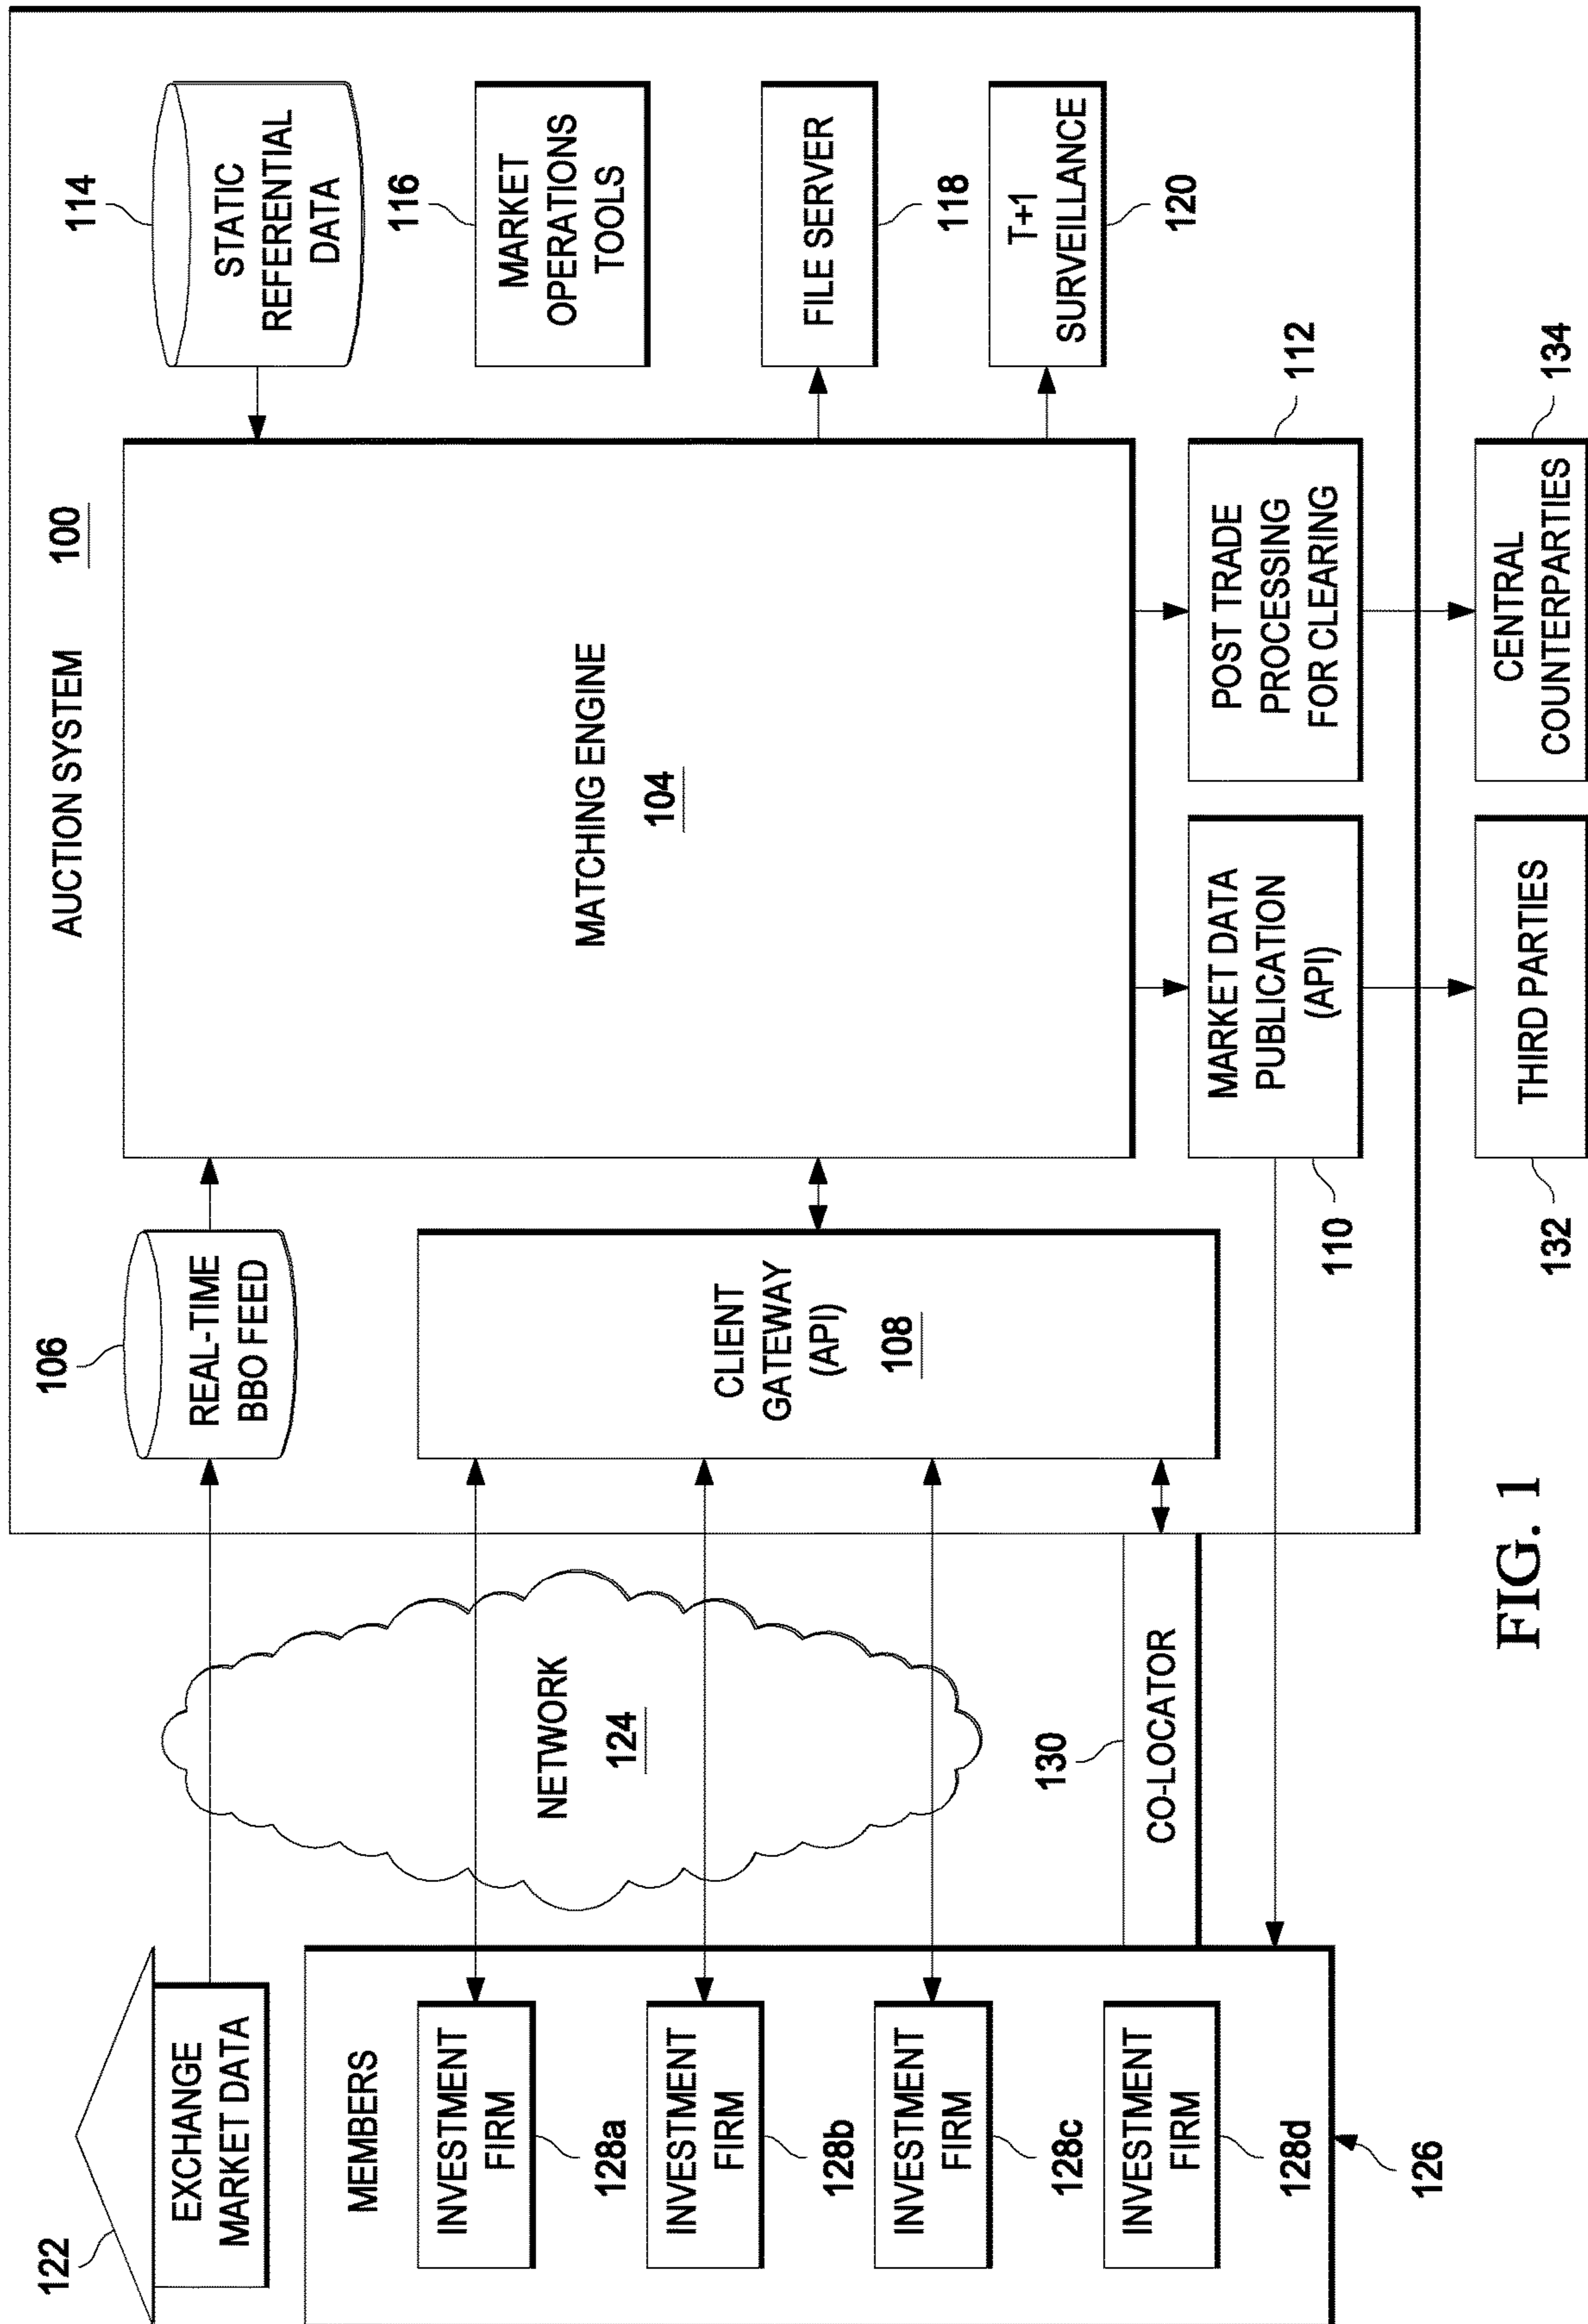 AUCTION SYSTEM
100
122
EXCHANGE
MARKET DATA
106
REAL-TIME
BBO FEED
MATCHING ENGINE
104
114
STATIC
REFERENTIAL
DATA
MEMBERS
INVESTMENT
FIRM
128a
INVESTMENT
FIRM
128b
INVESTMENT
FIRM
128c
INVESTMENT
FIRM
128d
126
NETWORK
124
130
CO-LOCATOR
CLIENT
GATEWAY
(API)
108
116
MARKET
OPERATIONS
TOOLS
FILE SERVER
118
T+1
SURVEILLANCE
120
MARKET DATA
PUBLICATION
(API)
110
POST TRADE
PROCESSING
FOR CLEARING
112
THIRD PARTIES
132
CENTRAL
COUNTERPARTIES
134
FIG. 1